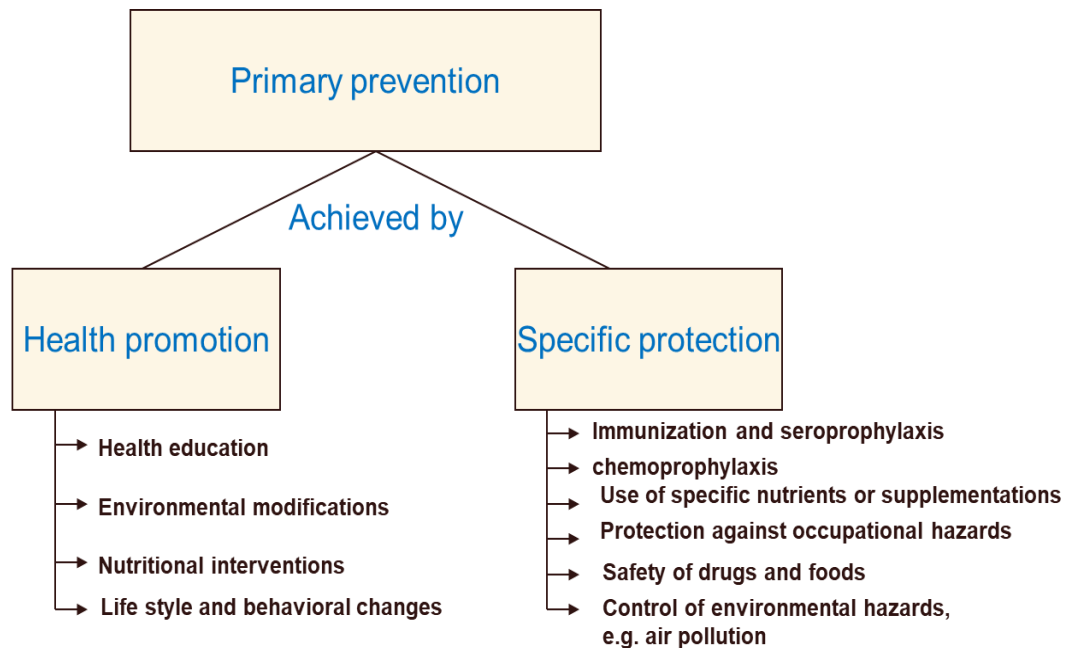 Primary prevention
Achieved by
Health promotion
Health education
Environmental modifications
Nutritional interventions
Life style and behavioral changes
Specific protection
Immunization and seroprophylaxis
chemoprophylaxis
Use of specific nutrients or supplementations
Protection against occupational hazards
Safety of drugs and foods
Control of environmental hazards,
e.g. air pollution